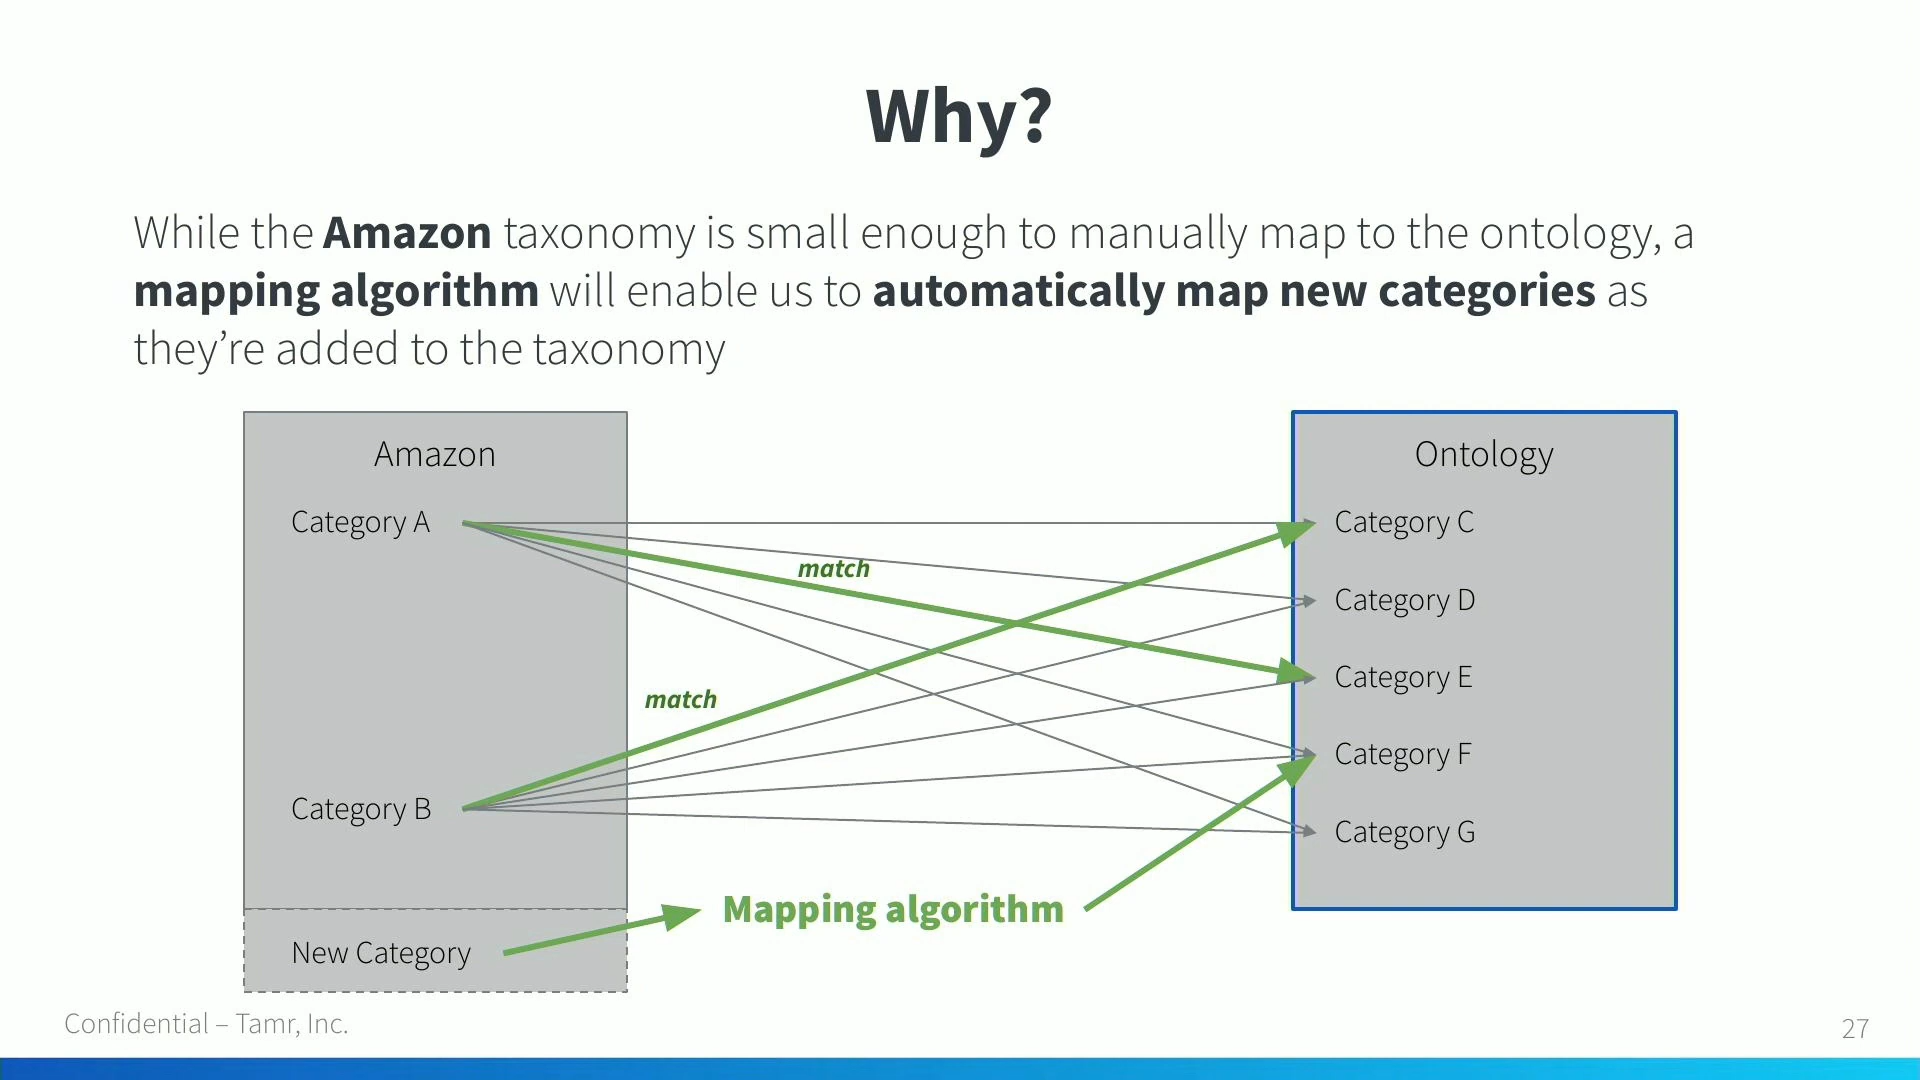 Why?
While the Amazon taxonomy is small enough to manually map to the ontology, a
mapping algorithm will enable us to automatically map new categories as
they’re added to the taxonomy
Amazon
Ontology
Category A
Category C
match
Category D
Category E
match
Category F
Category B
Category G
Mapping algorithm
New Category
Confidential – Tamr, Inc.
27